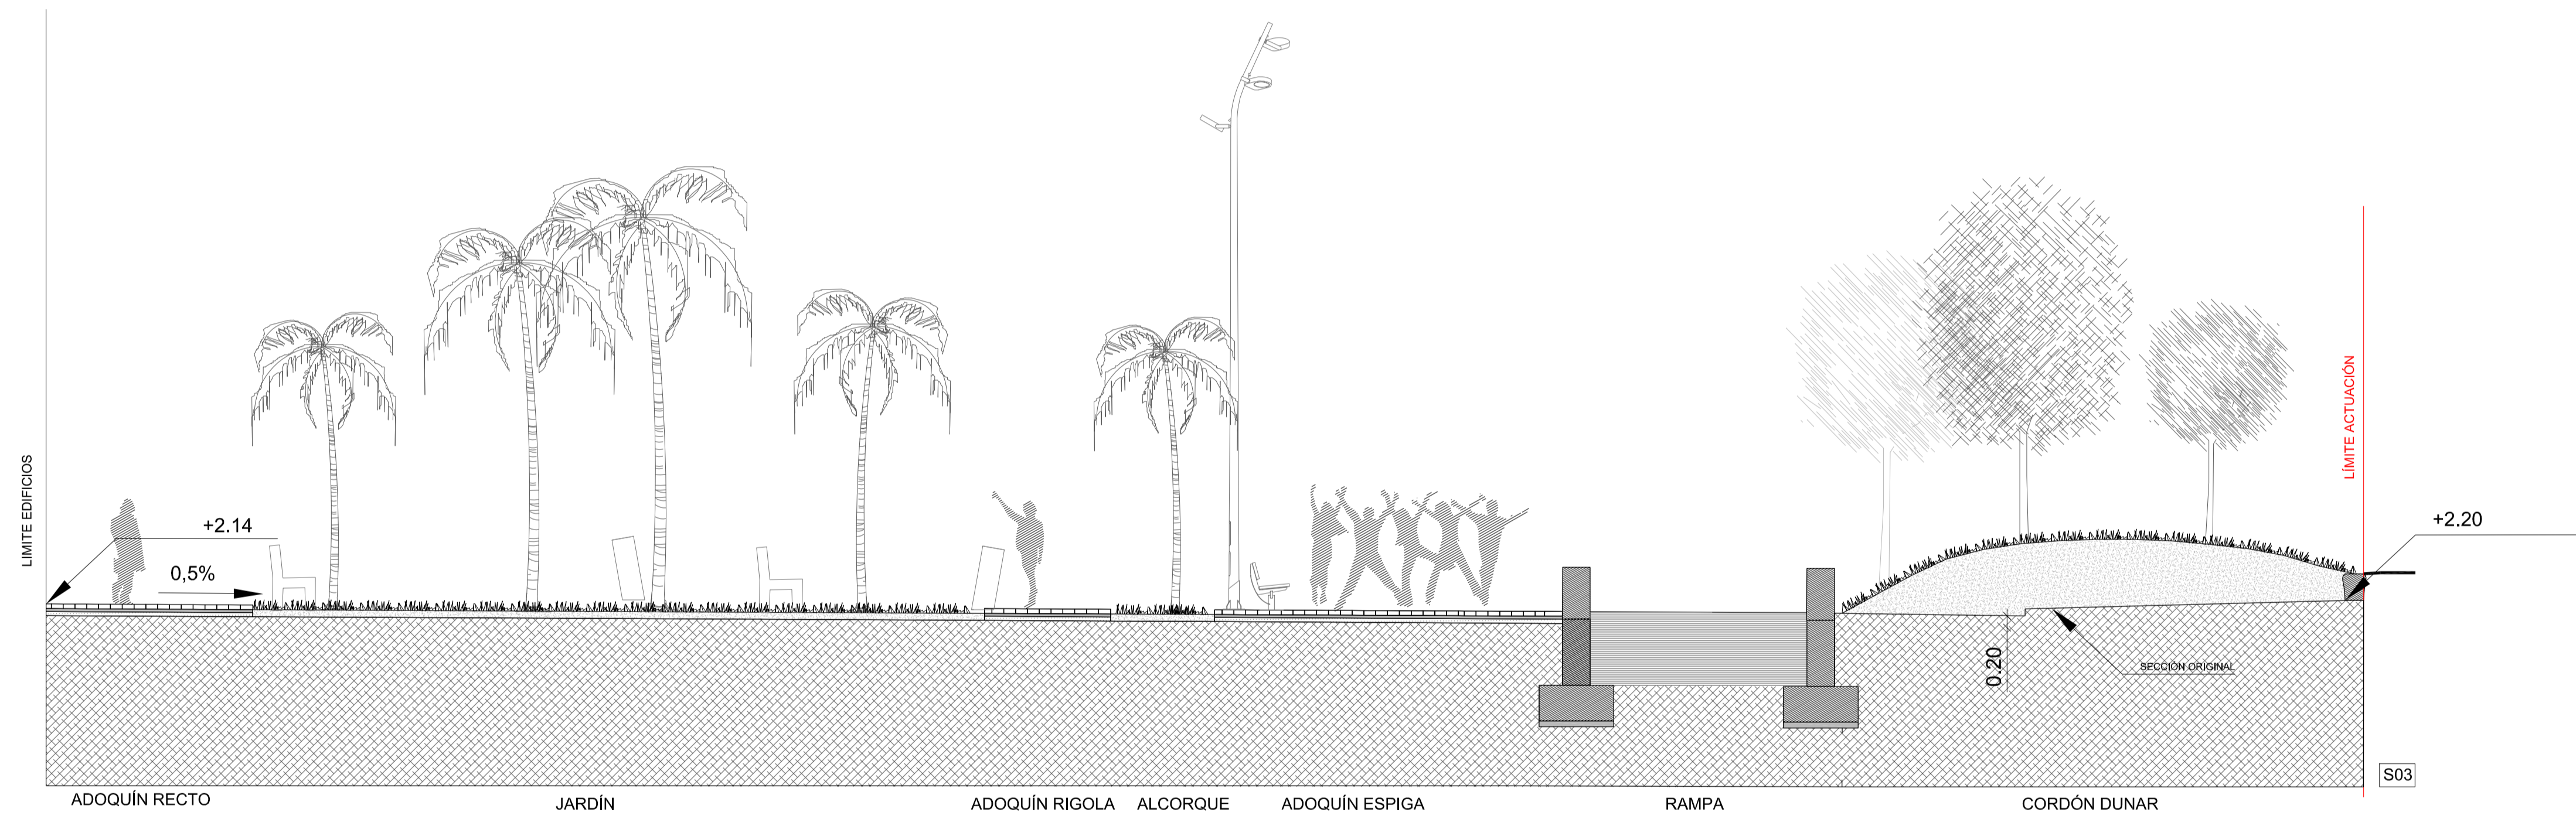 LIMITE EDIFICIOS
+2.14
0,5%
LÍMITE ACTUACIÓN
+2.20
0.20
SECCIÓN ORIGINAL
S03
ADOQUÍN RECTO
JARDÍN
ADOQUÍN RIGOLA
ALCORQUE
ADOQUÍN ESPIGA
RAMPA
CORDÓN DUNAR